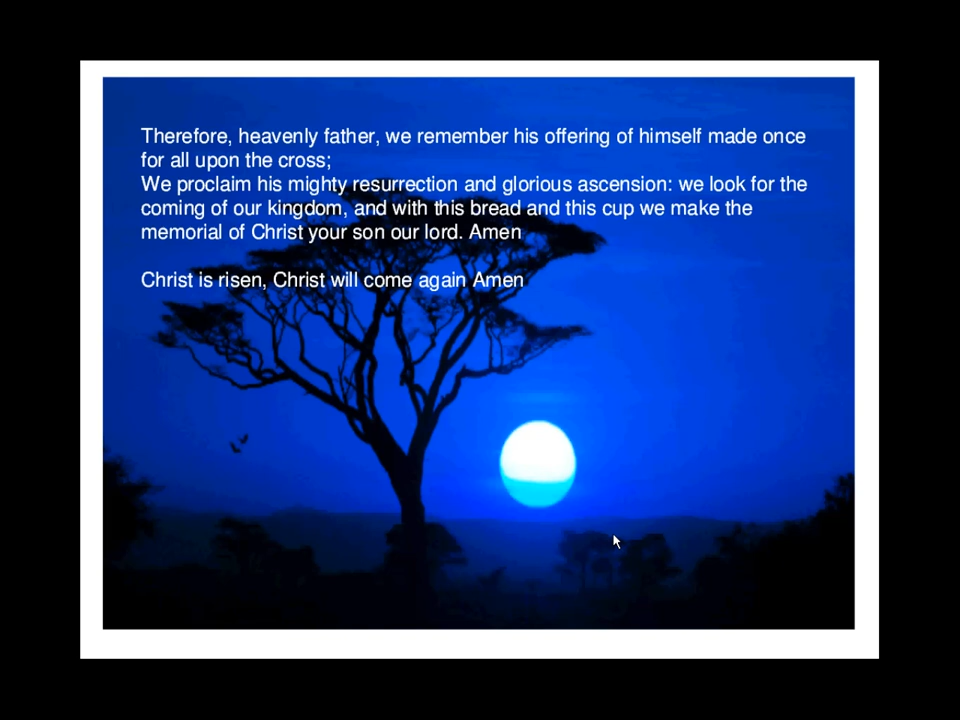 Therefore, heavenly father, we remember his offering of himself made once
for all upon the cross;
We proclaim his mighty resurrection and glorious ascension: we look for the
coming of our kingdom, and with this bread and this cup we make the
memorial of Christ your son our lord. Amen
Christ is risen, Christ will come again Amen